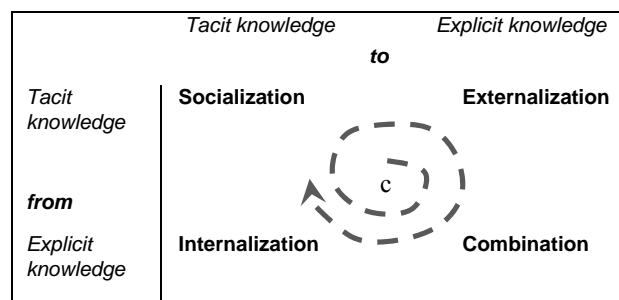 Tacit knowledge Explicit knowledge
to
Tacit knowledge Socialization Externalization
c
from
Explicit knowledge Internalization Combination